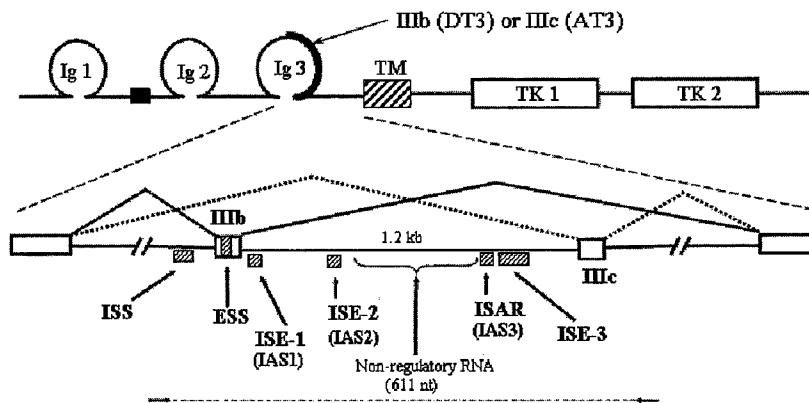 IIIb (DT3) or IIIc (AT3)
Ig 1
Ig 2
Ig 3
TM
TK 1
TK 2
IIIb
1.2 kb
IIIc
ISS
ESS
ISE-1
(IAS1)
ISE-2
(IAS2)
ISAR
(IAS3)
ISE-3
Non-regulatory RNA
(611 nt)